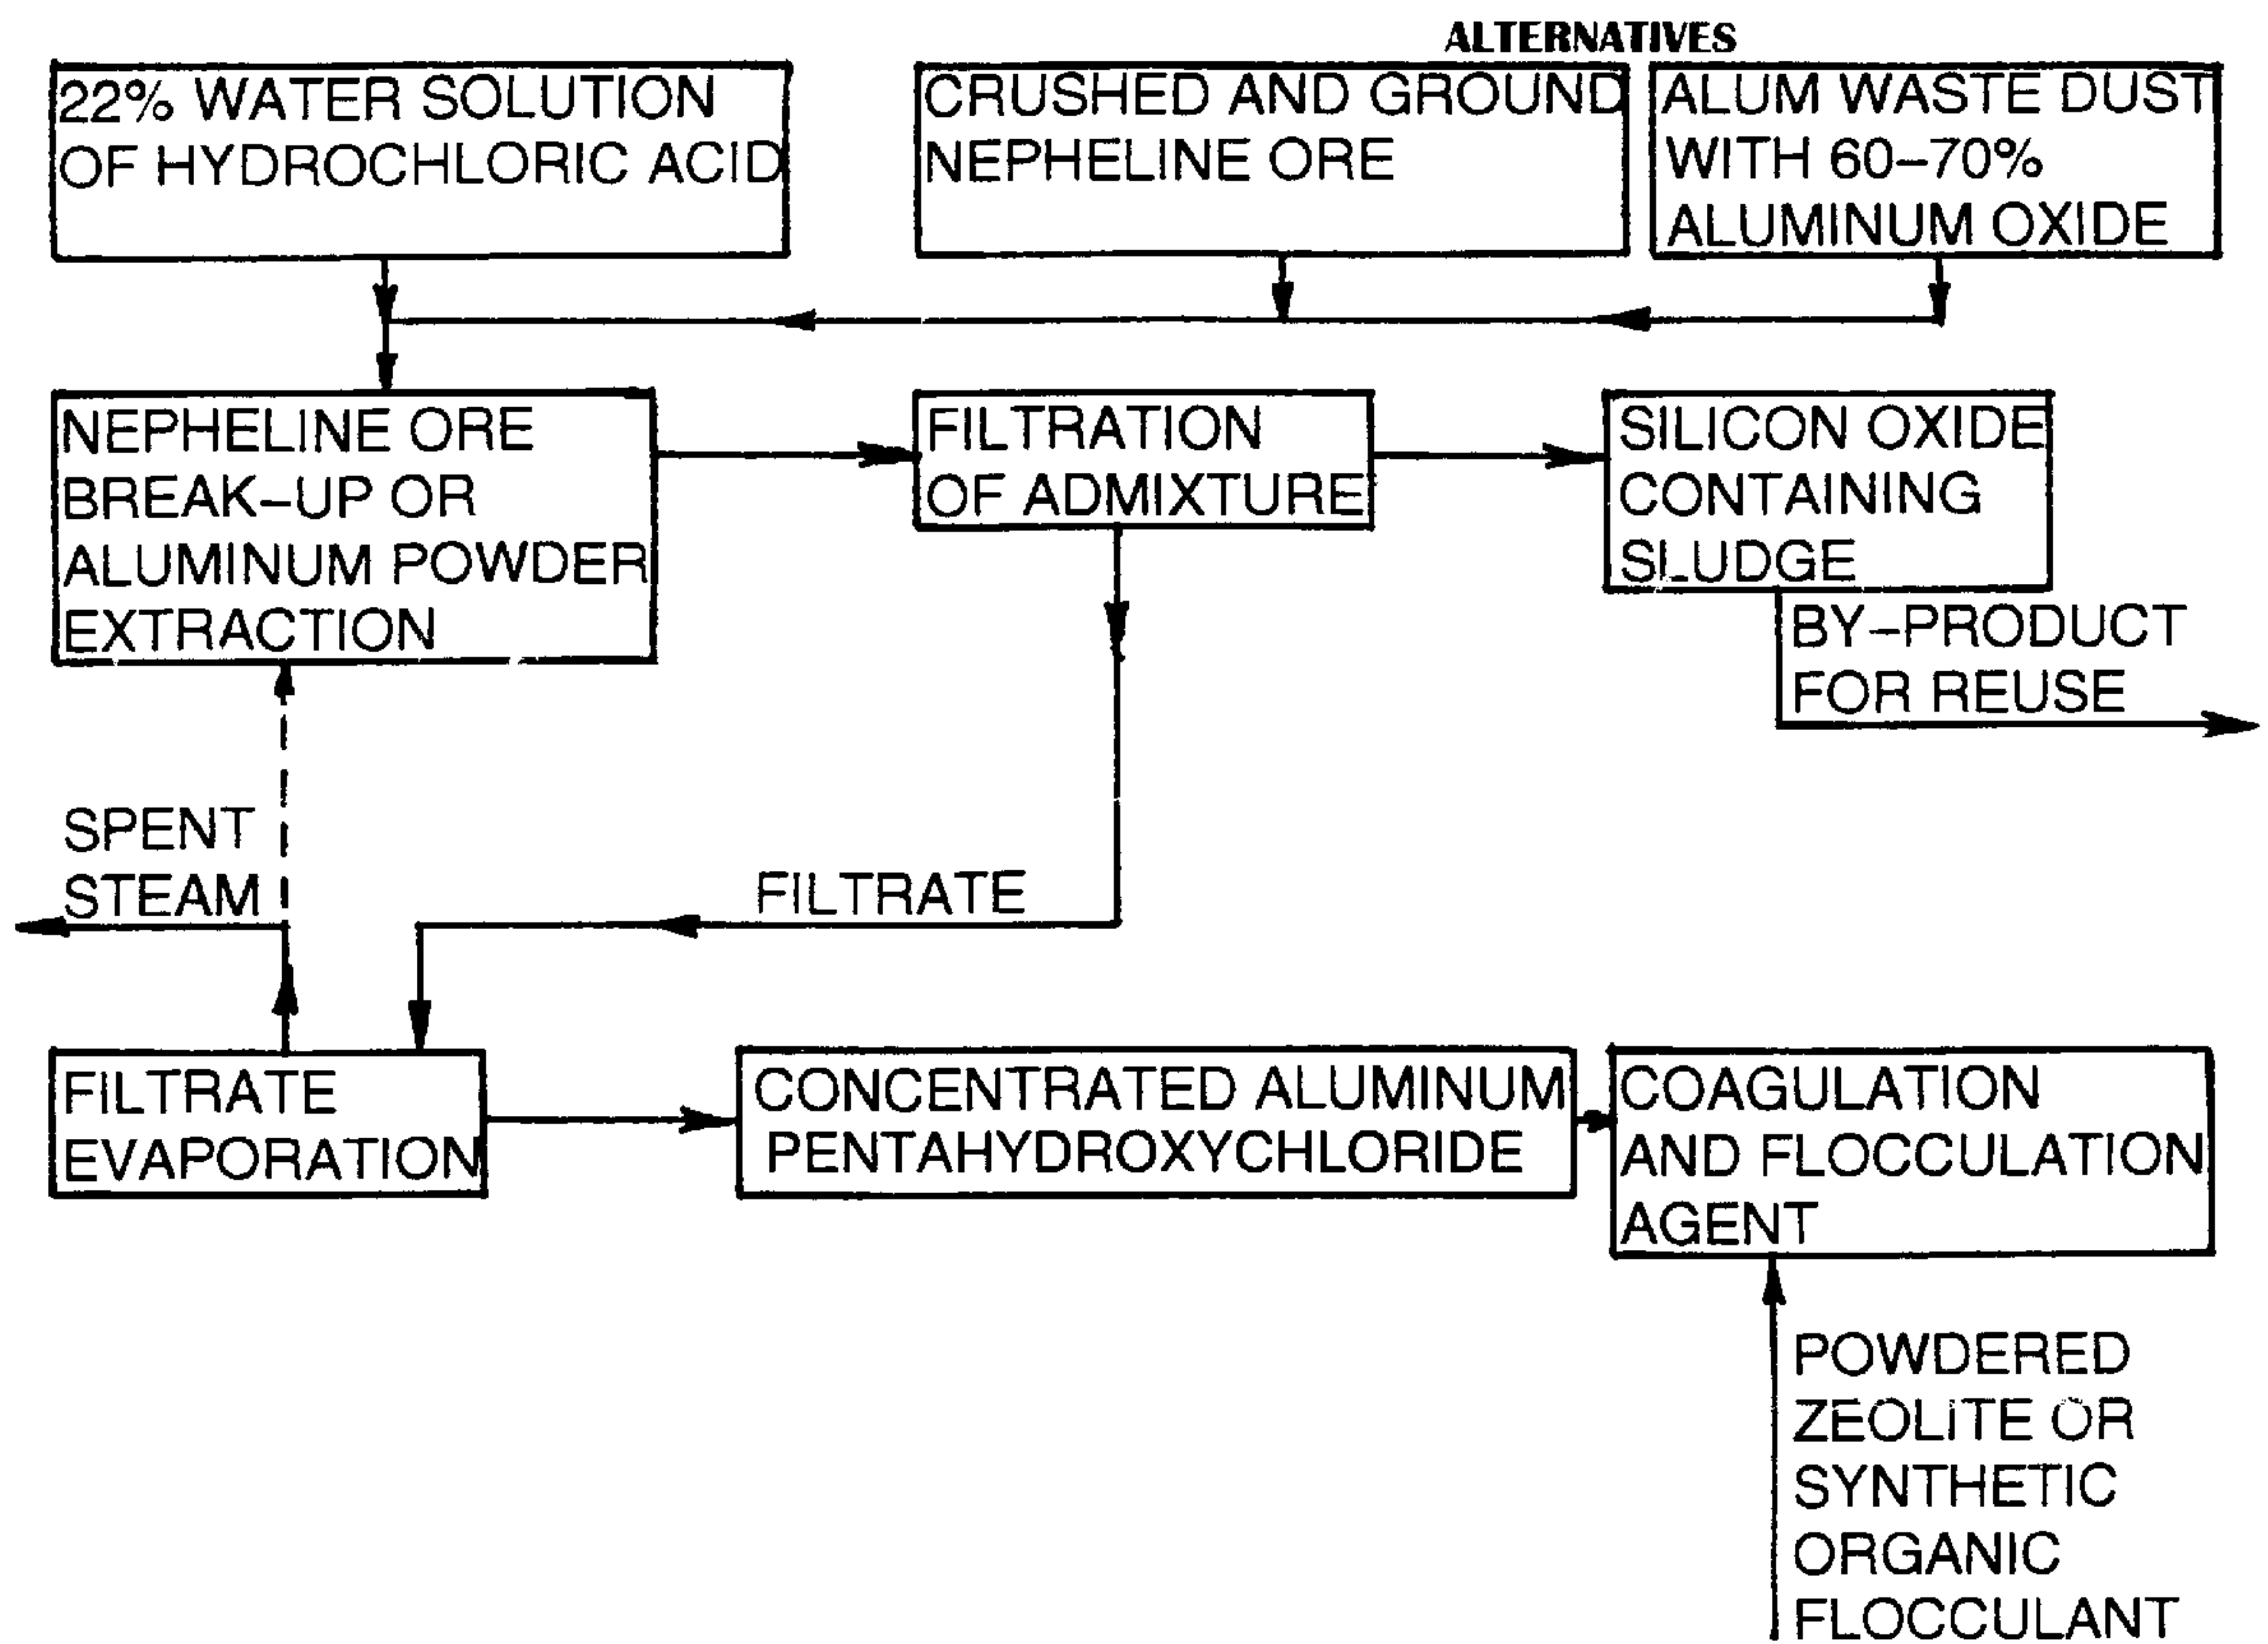 ALTERNATIVES
22% WATER SOLUTION
OF HYDROCHLORIC ACID
CRUSHED AND GROUND
NEPHELINE ORE
ALUM WASTE DUST
WITH 60-70%
ALUMINUM OXIDE
NEPHELINE ORE
BREAK-UP OR
ALUMINUM POWDER
EXTRACTION
FILTRATION
OF ADMIXTURE
SILICON OXIDE
CONTAINING
SLUDGE
BY-PRODUCT
FOR REUSE
SPENT
STEAM
FILTRATE
FILTRATE
EVAPORATION
CONCENTRATED ALUMINUM
PENTAHYDROXYCHLORIDE
COAGULATION
AND FLOCCULATION
AGENT
POWDERED
ZEOLITE OR
SYNTHETIC
ORGANIC
FLOCCULANT